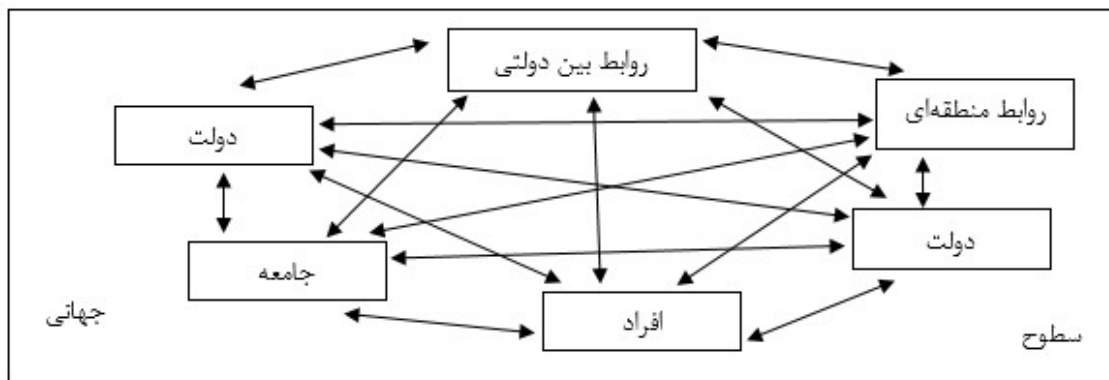 روابط بین دولتی
روابط منطقه‌ای
دولت
دولت
جامعه
افراد
جهانی
سطوح